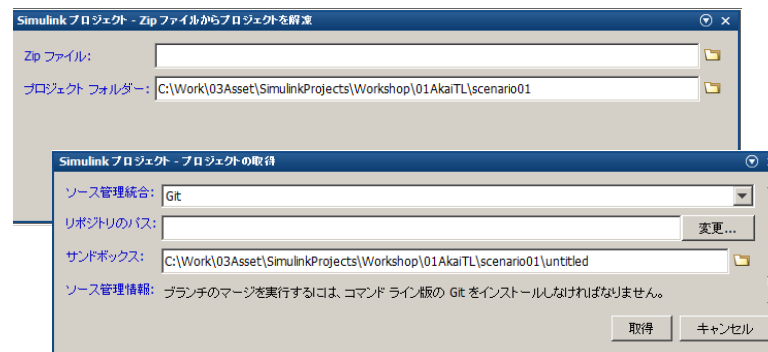 Simulink プロジェクト - Zip ファイルからプロジェクトを解凍
Zip ファイル:
プロジェクト フォルダー: C:\Work\03Asset\SimulinkProjects\Workshop\01AkaiTL\scenario01
Simulink プロジェクト - プロジェクトの取得
ソース管理統合: Git
リポジトリのパス: 変更...
サンドボックス: C:\Work\03Asset\SimulinkProjects\Workshop\01AkaiTL\scenario01\untitled
ソース管理情報: ブランチのマージを実行するには、コマンド ライン版の Git をインストールしなければなりません。
取得 キャンセル